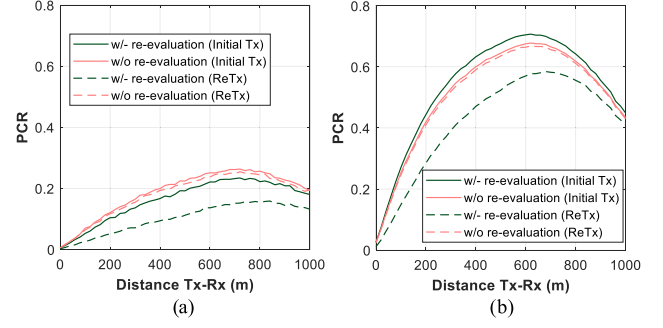 0.8
0.6
0.4
0.2
0
PCR
w/- re-evaluation (Initial Tx)
w/o re-evaluation (Initial Tx)
w/- re-evaluation (ReTx)
w/o re-evaluation (ReTx)
0 200 400 600 800 1000
Distance Tx-Rx (m)
(a)
0.8
0.6
0.4
0.2
0
PCR
w/- re-evaluation (Initial Tx)
w/o re-evaluation (Initial Tx)
w/- re-evaluation (ReTx)
w/o re-evaluation (ReTx)
0 200 400 600 800 1000
Distance Tx-Rx (m)
(b)